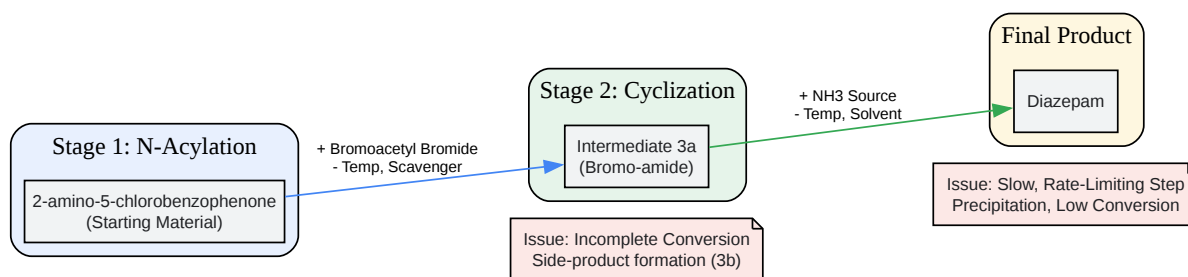 Stage 1: N-Acylation
2-amino-5-chlorobenzophenone
(Starting Material)
+ Bromoacetyl Bromide
- Temp, Scavenger
Stage 2: Cyclization
Intermediate 3a
(Bromo-amide)
Issue: Incomplete Conversion
Side-product formation (3b)
+ NH3 Source
- Temp, Solvent
Final Product
Diazepam
Issue: Slow, Rate-Limiting Step
Precipitation, Low Conversion